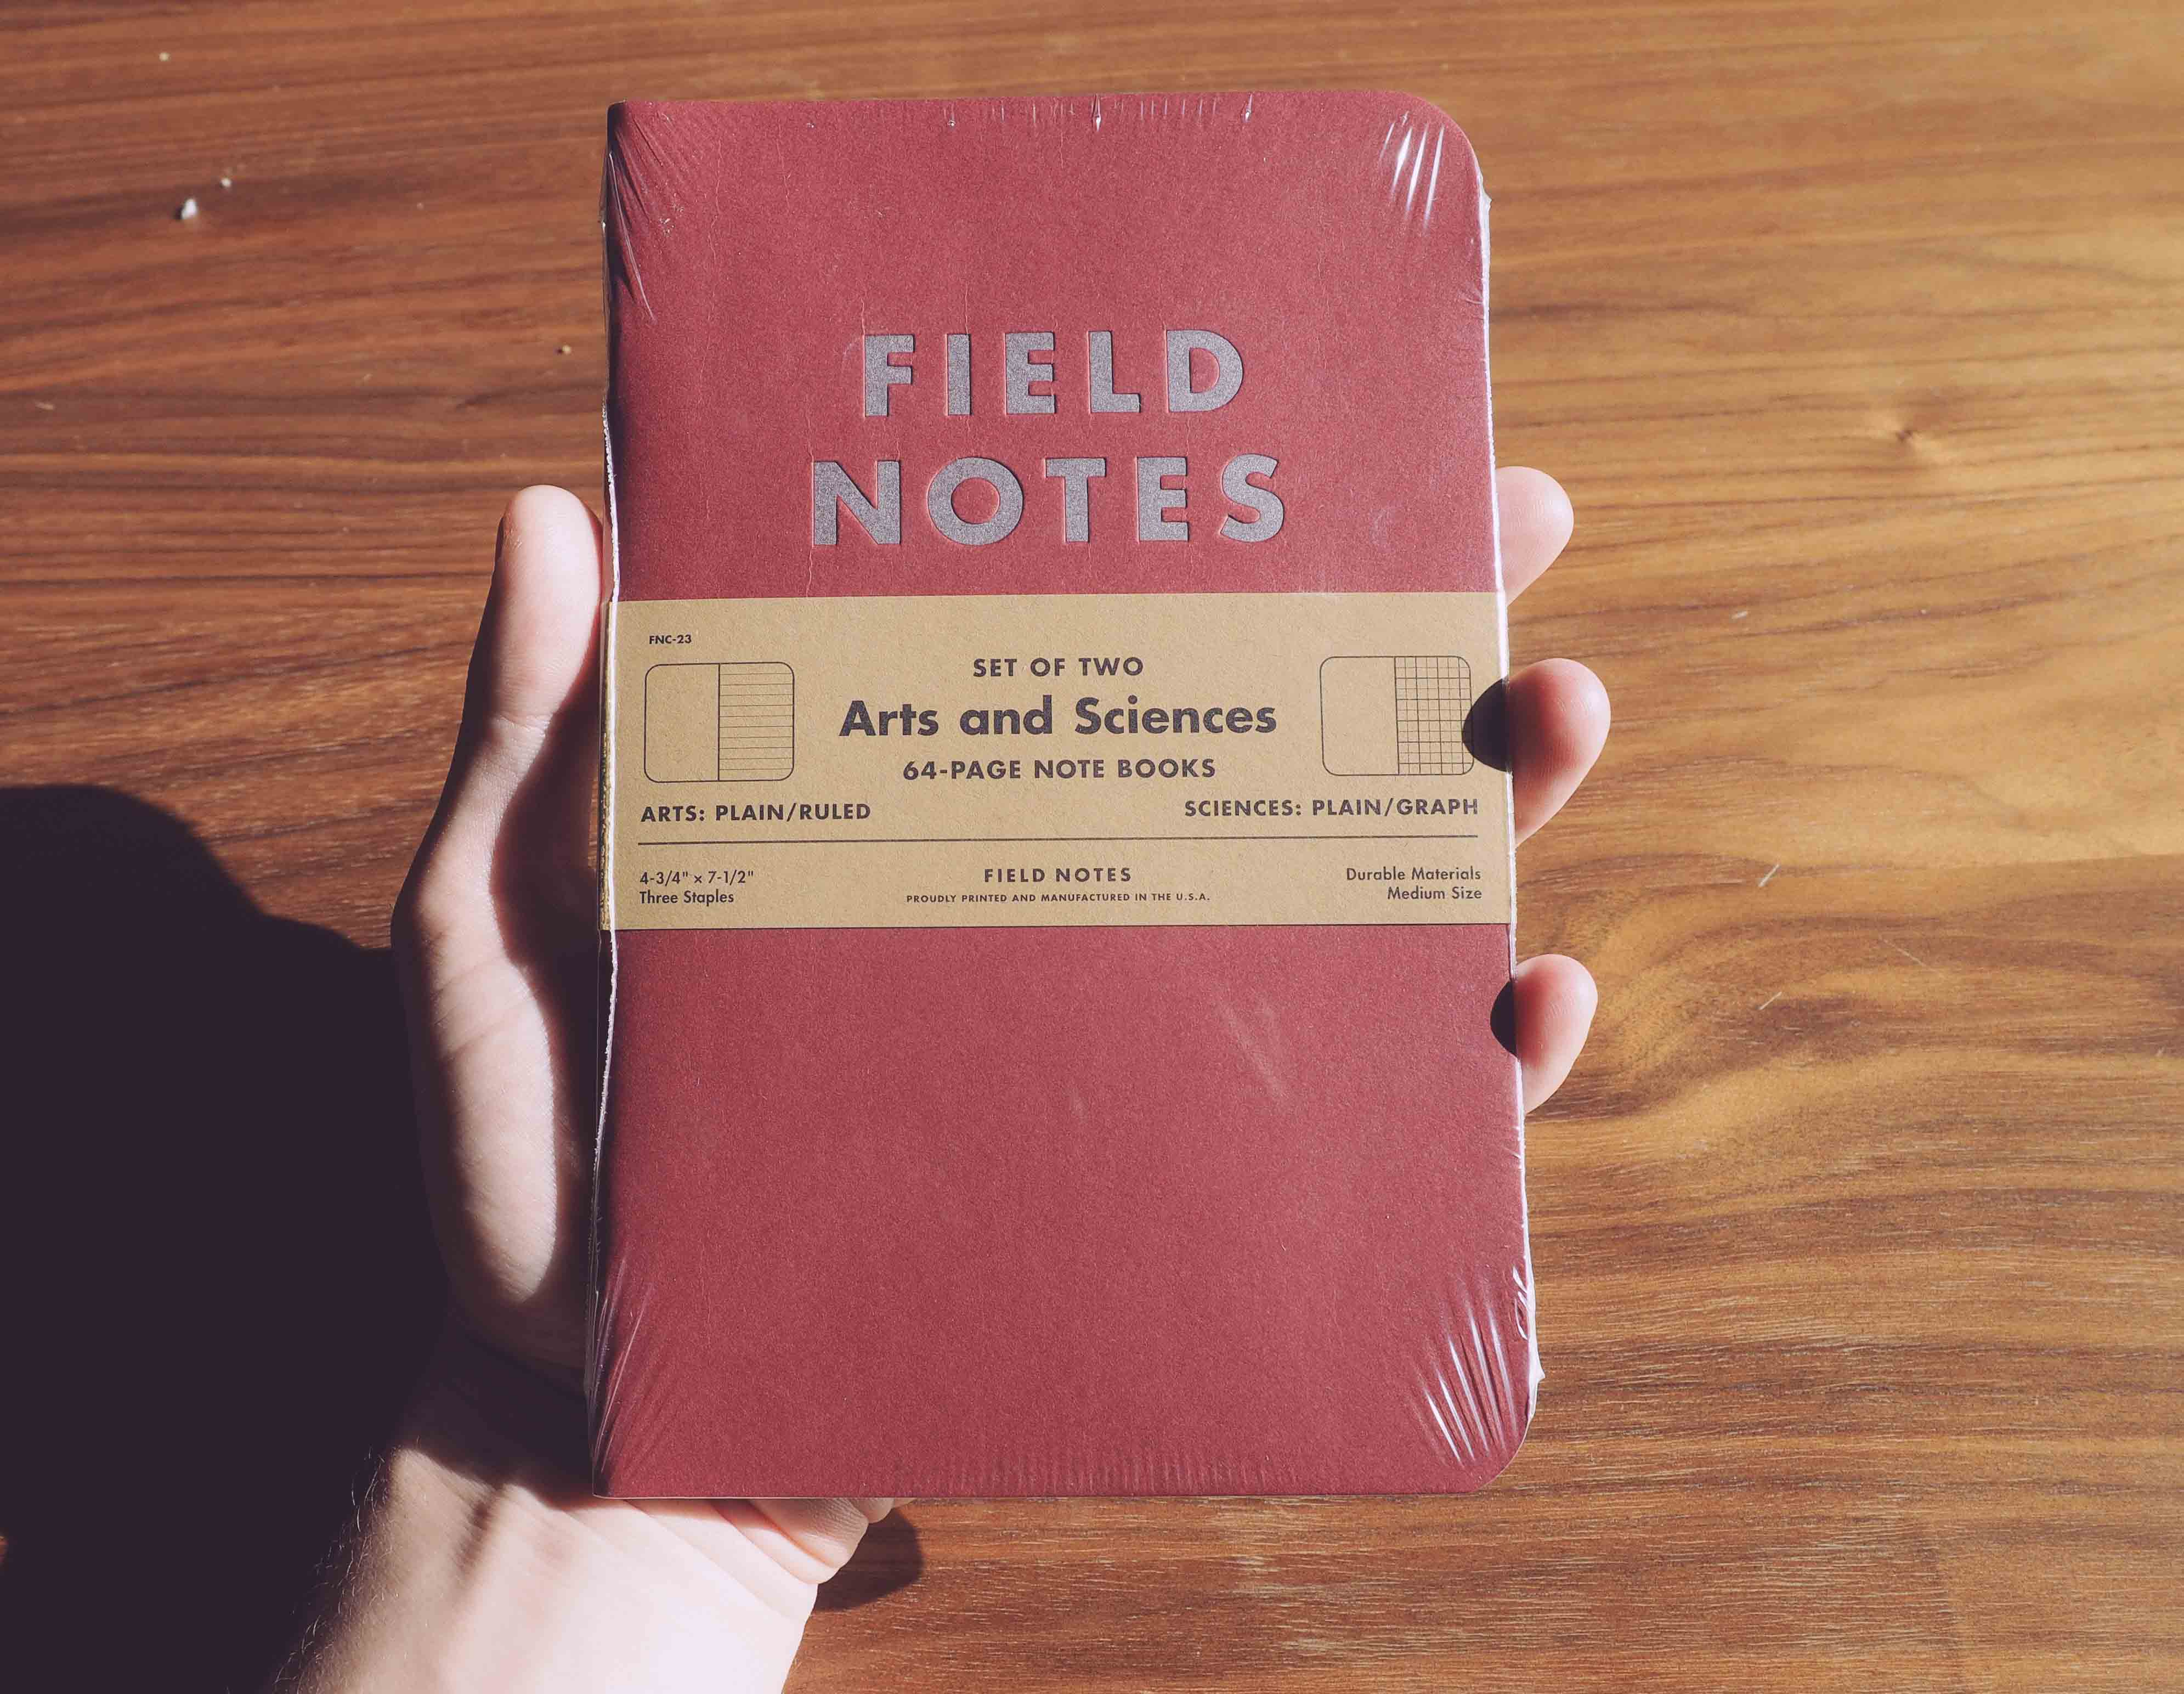 FIELD
NOTES
FNC-23
SET OF TWO
Arts and Sciences
64-PAGE NOTE BOOKS
ARTS: PLAIN/RULED
SCIENCES: PLAIN/GRAPH
4-3/4" × 7-1/2"
Three Staples
FIELD NOTES
PROUDLY PRINTED AND MANUFACTURED IN THE U.S.A.
Durable Materials
Medium Size